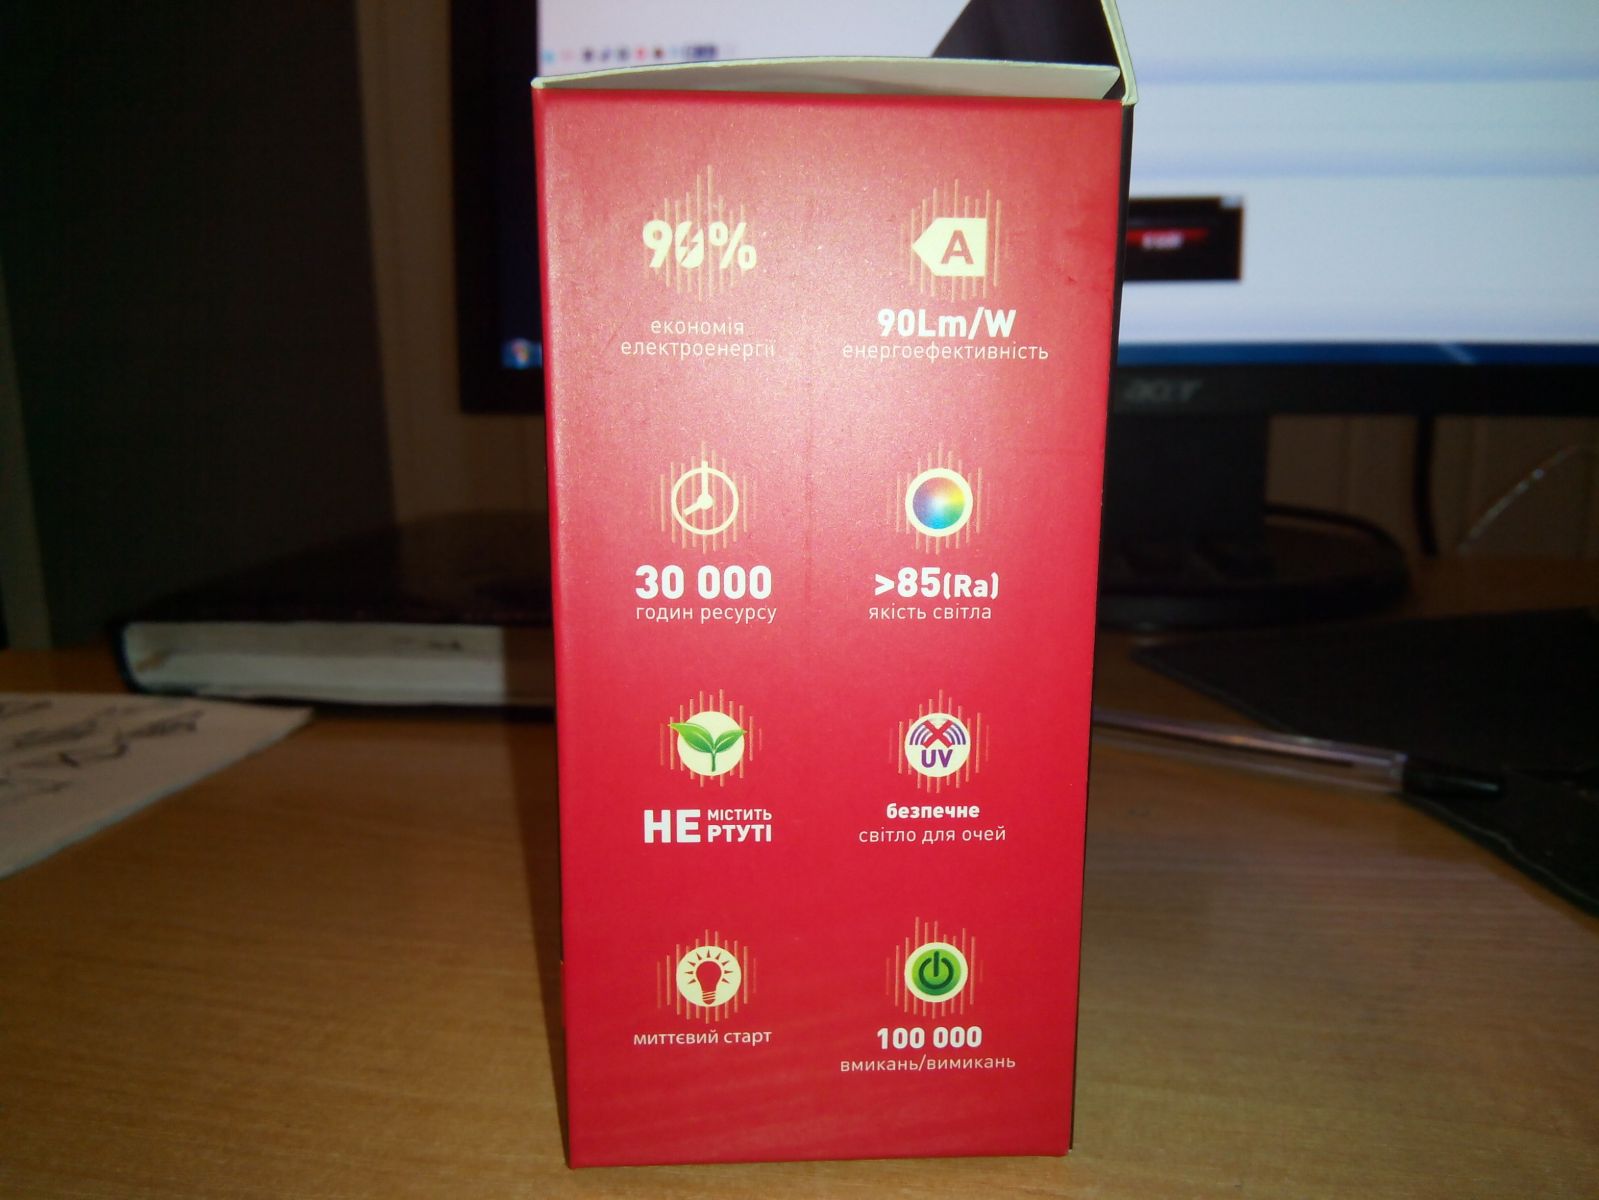 90%
економія
електроенергії
A
90Lm/W
енергоефективність
30 000
годин ресурсу
>85(Ra)
якість світла
НЕ МІСТИТЬ
РТУТІ
UV
безпечне
світло для очей
миттєвий старт
100 000
вмикань/вимикань
acer